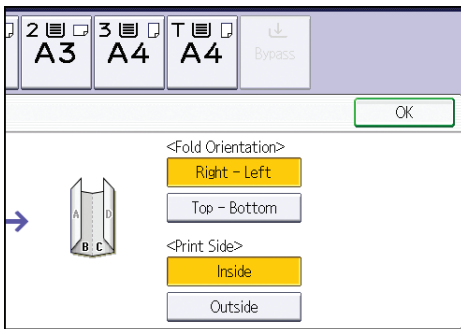 2 3 T
A3 A4 A4 Bypass
OK
<Fold Orientation>
Right - Left
Top - Bottom
A D
B C
<Print Side>
Inside
Outside